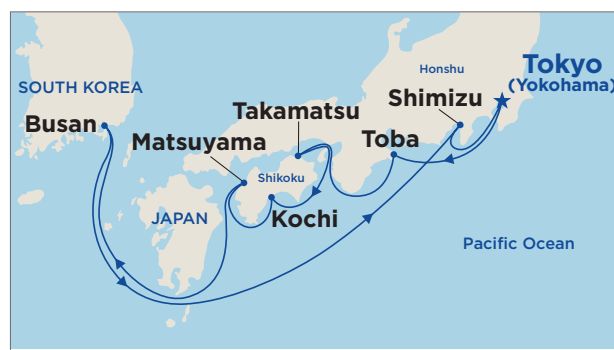 Honshu
Tokyo
(Yokohama)
SOUTH KOREA
Shimizu
Takamatsu
Busan
Toba
Matsuyama
Shikoku
JAPAN
Kochi
Pacific Ocean